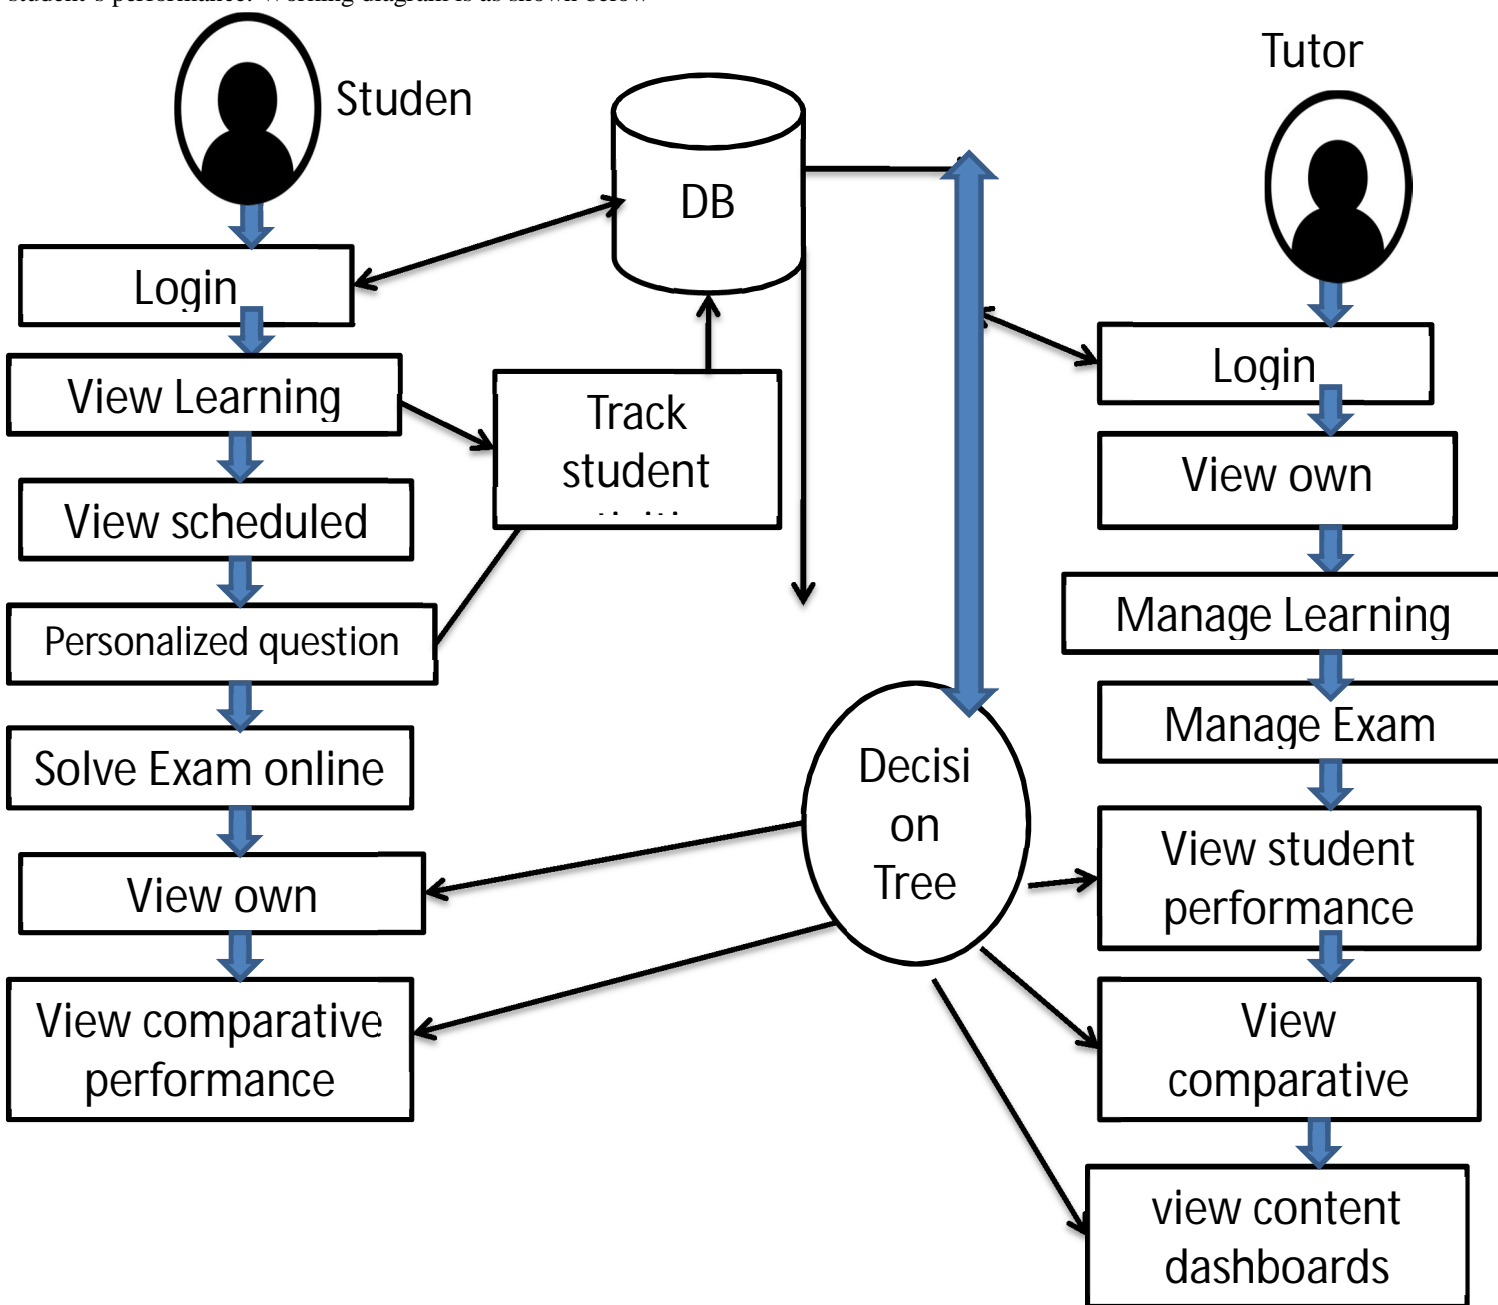 Studen
Login
View Learning
View scheduled
Personalized question
Solve Exam online
View own
View comparative
performance
DB
Track
student
Decisi
on
Tree
Tutor
Login
View own
Manage Learning
Manage Exam
View student
performance
View
comparative
view content
dashboards